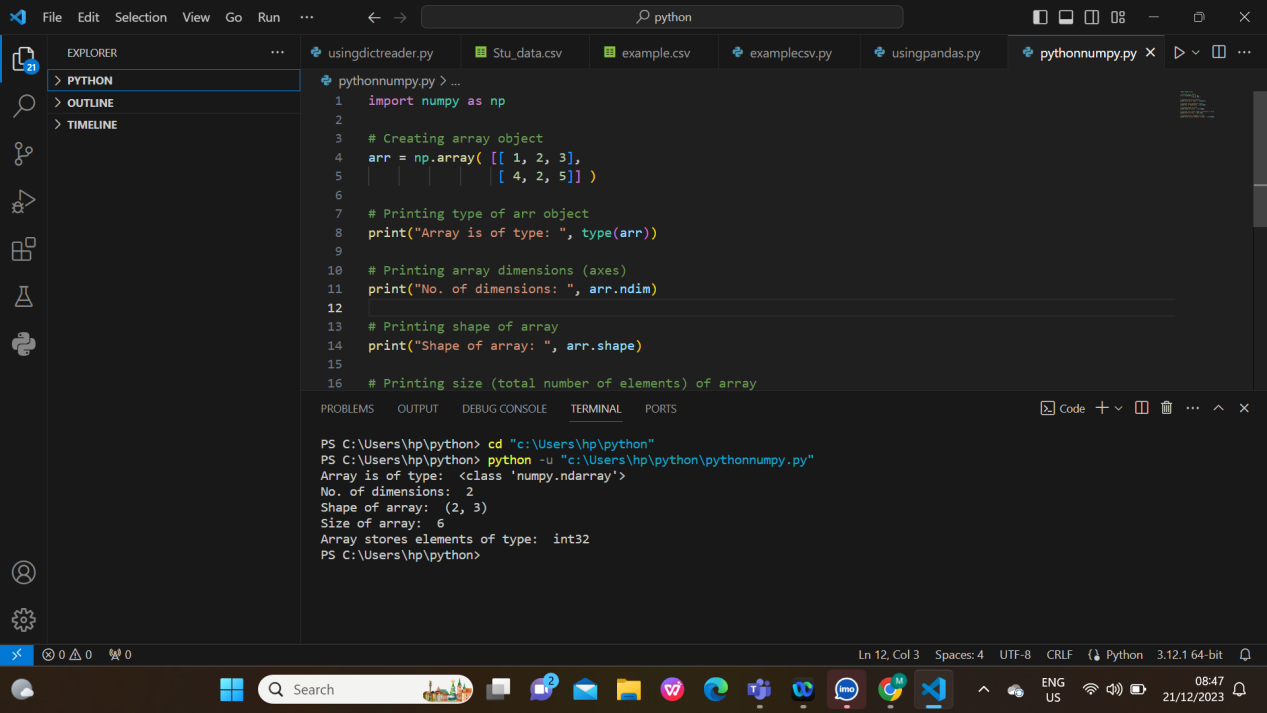 File Edit Selection View Go Run ··· python
EXPLORER ···
PYTHON
OUTLINE
TIMELINE
usingdictreader.py Stu_data.csv example.csv examplecsv.py usingpandas.py pythonnumpy.py
pythonnumpy.py > ...
1 import numpy as np
2
3 # Creating array object
4 arr = np.array( [[ 1, 2, 3],
5 [ 4, 2, 5]] )
6
7 # Printing type of arr object
8 print("Array is of type: ", type(arr))
9
10 # Printing array dimensions (axes)
11 print("No. of dimensions: ", arr.ndim)
12
13 # Printing shape of array
14 print("Shape of array: ", arr.shape)
15
16 # Printing size (total number of elements) of array
PROBLEMS OUTPUT DEBUG CONSOLE TERMINAL PORTS Code
PS C:\Users\hp\python> cd "c:\Users\hp\python"
PS C:\Users\hp\python> python -u "c:\Users\hp\python\pythonnumpy.py"
Array is of type:  <class 'numpy.ndarray'>
No. of dimensions:  2
Shape of array:  (2, 3)
Size of array:  6
Array stores elements of type:  int32
PS C:\Users\hp\python>
21
0 0 0 Ln 12, Col 3 Spaces: 4 UTF-8 CRLF Python 3.12.1 64-bit
Search 2 imo M ENG 08:47
US 21/12/2023